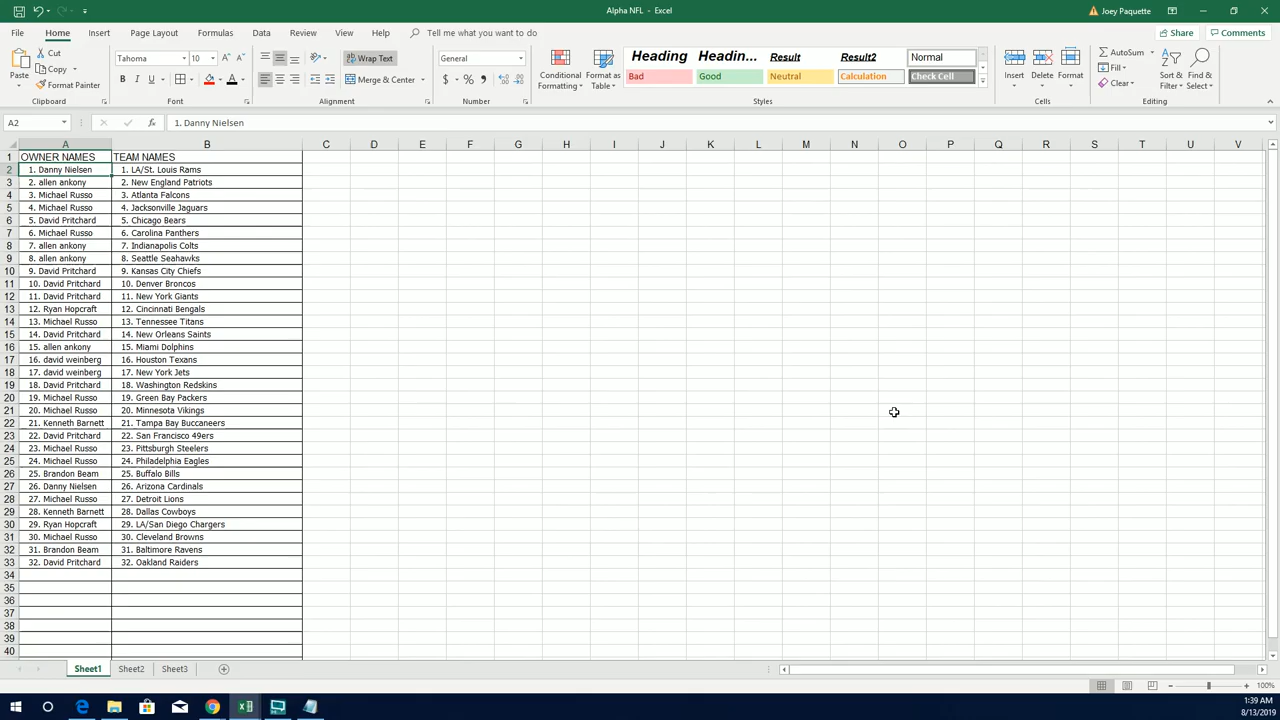 Alpha NFL - Excel
Joey Paquette
File Home Insert Page Layout Formulas Data Review View Help Tell me what you want to do
Share Comments
Paste
Cut
Copy
Format Painter
Clipboard
Tahoma 10
B I U
Font
Wrap Text
Merge & Center
Alignment
General
$ % ,
Number
Conditional Formatting
Format as Table
Heading Headin... Result Result2 Normal
Bad Good Neutral Calculation Check Cell
Styles
Insert Delete Format
Cells
AutoSum
Fill
Clear
Sort & Filter
Find & Select
Editing
A2 fx 1. Danny Nielsen
A B C D E F G H I J K L M N O P Q R S T U V
1 OWNER NAMES TEAM NAMES
2 1. Danny Nielsen 1. LA/St. Louis Rams
3 2. allen ankony 2. New England Patriots
4 3. Michael Russo 3. Atlanta Falcons
5 4. Michael Russo 4. Jacksonville Jaguars
6 5. David Pritchard 5. Chicago Bears
7 6. Michael Russo 6. Carolina Panthers
8 7. allen ankony 7. Indianapolis Colts
9 8. allen ankony 8. Seattle Seahawks
10 9. David Pritchard 9. Kansas City Chiefs
11 10. David Pritchard 10. Denver Broncos
12 11. David Pritchard 11. New York Giants
13 12. Ryan Hopcraft 12. Cincinnati Bengals
14 13. Michael Russo 13. Tennessee Titans
15 14. David Pritchard 14. New Orleans Saints
16 15. allen ankony 15. Miami Dolphins
17 16. david weinberg 16. Houston Texans
18 17. david weinberg 17. New York Jets
19 18. David Pritchard 18. Washington Redskins
20 19. Michael Russo 19. Green Bay Packers
21 20. Michael Russo 20. Minnesota Vikings
22 21. Kenneth Barnett 21. Tampa Bay Buccaneers
23 22. David Pritchard 22. San Francisco 49ers
24 23. Michael Russo 23. Pittsburgh Steelers
25 24. Michael Russo 24. Philadelphia Eagles
26 25. Brandon Beam 25. Buffalo Bills
27 26. Danny Nielsen 26. Arizona Cardinals
28 27. Michael Russo 27. Detroit Lions
29 28. Kenneth Barnett 28. Dallas Cowboys
30 29. Ryan Hopcraft 29. LA/San Diego Chargers
31 30. Michael Russo 30. Cleveland Browns
32 31. Brandon Beam 31. Baltimore Ravens
33 32. David Pritchard 32. Oakland Raiders
34
35
36
37
38
39
40
Sheet1 Sheet2 Sheet3
100%
1:39 AM
8/13/2019